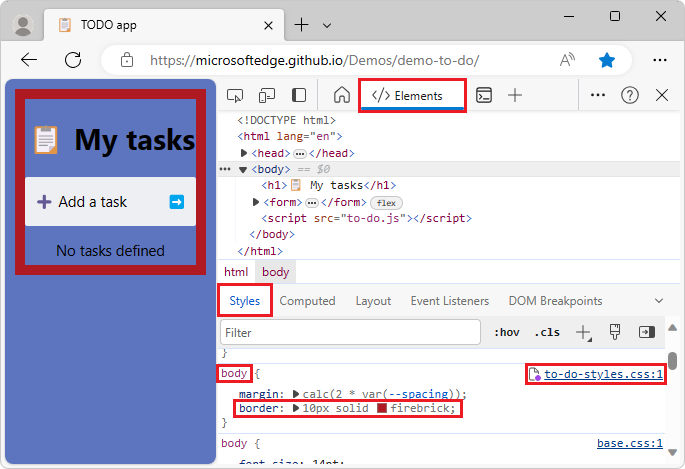 TODO app
https://microsoftedge.github.io/Demos/demo-to-do/
My tasks
Add a task
No tasks defined
Elements
<!DOCTYPE html>
<html lang="en">
<head>…</head>
<body> == $0
<h1>📋 My tasks</h1>
<form>…</form> flex
<script src="to-do.js"></script>
</body>
</html>
html body
Styles Computed Layout Event Listeners DOM Breakpoints
Filter :hov .cls
}
body { to-do-styles.css:1
margin: calc(2 * var(--spacing));
border: 10px solid firebrick;
}
body { base.css:1
font-size: 14pt;